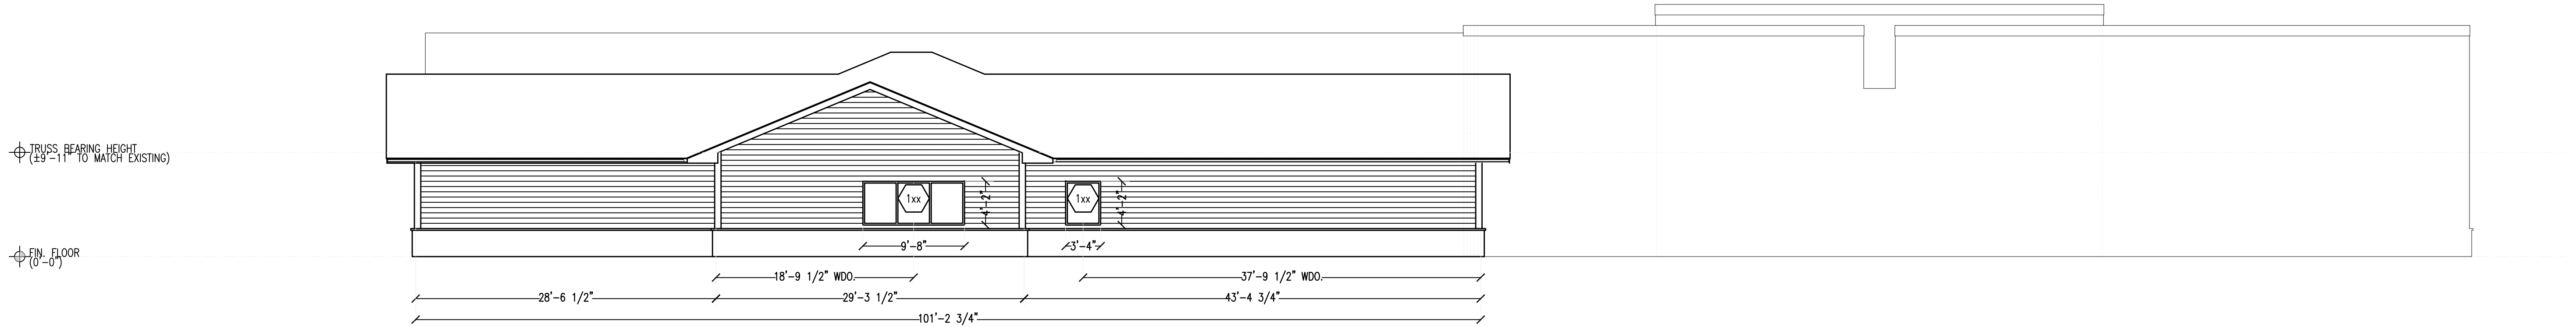 TRUSS BEARING HEIGHT
(±9'-11" TO MATCH EXISTING)
1xx
4'-2"
1xx
4'-2"
9'-8"
3'-4"
FIN. FLOOR
(0'-0")
18'-9 1/2" WDO.
37'-9 1/2" WDO.
28'-6 1/2"
29'-3 1/2"
43'-4 3/4"
101'-2 3/4"